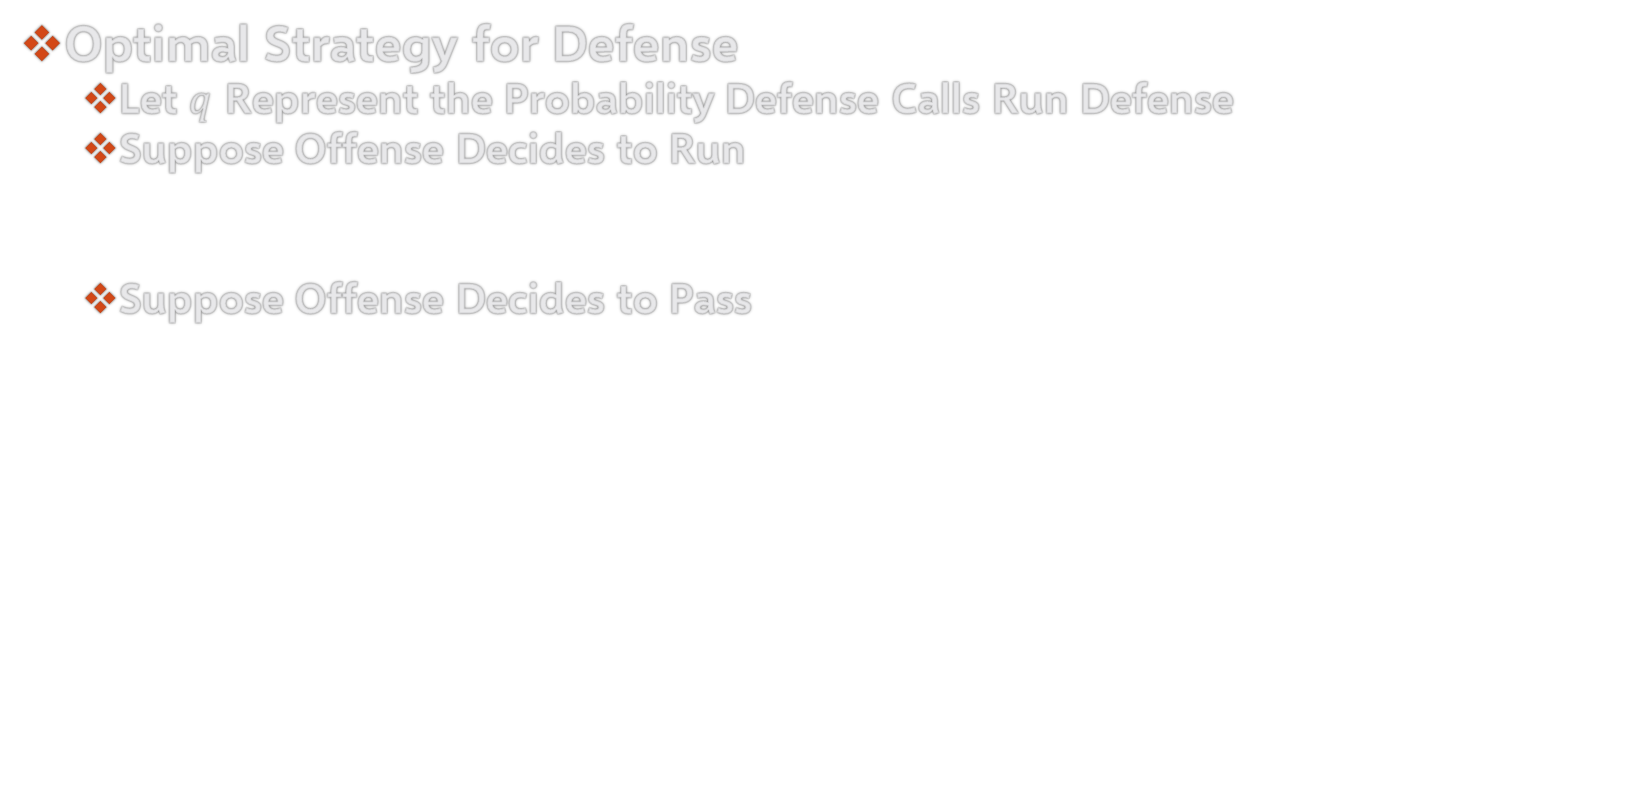 Optimal Strategy for Defense
Let q Represent the Probability Defense Calls Run Defense
Suppose Offense Decides to Run
Suppose Offense Decides to Pass